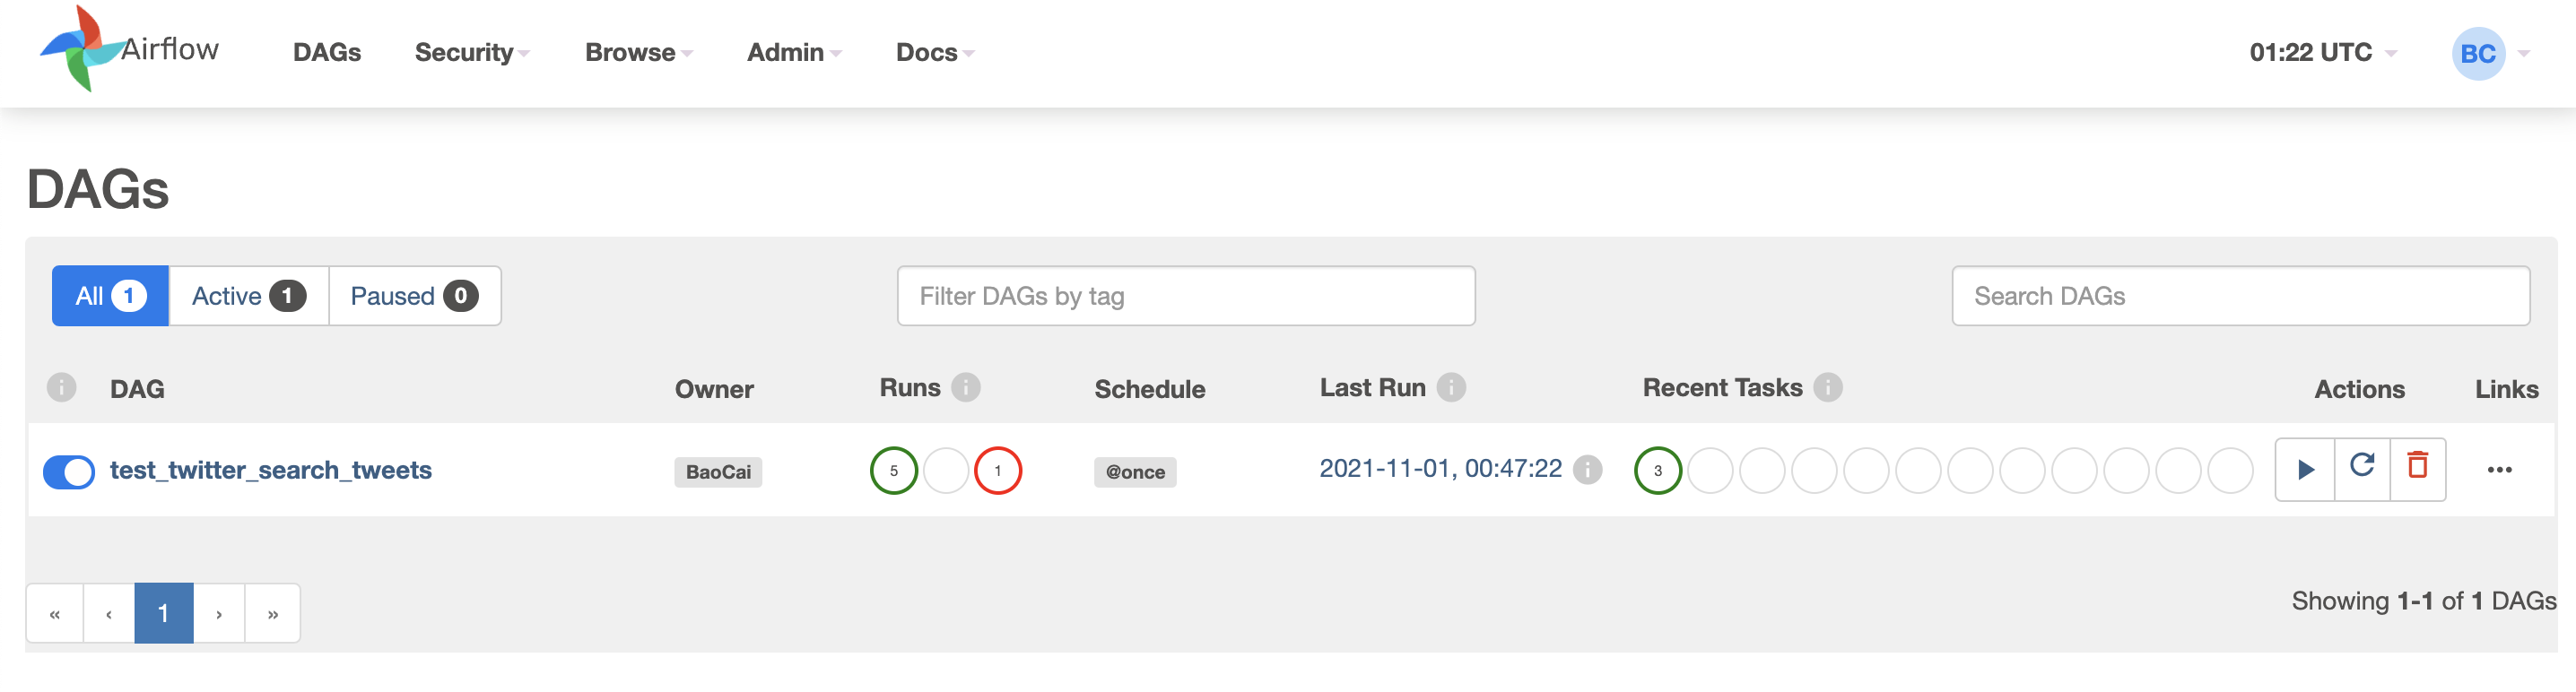 Airflow DAGs Security Browse Admin Docs 01:22 UTC BC
DAGs
All 1 Active 1 Paused 0 Filter DAGs by tag Search DAGs
i DAG Owner Runs i Schedule Last Run i Recent Tasks i Actions Links
test_twitter_search_tweets BaoCai 5 1 @once 2021-11-01, 00:47:22 i 3 ···
« ‹ 1 › » Showing 1-1 of 1 DAGs